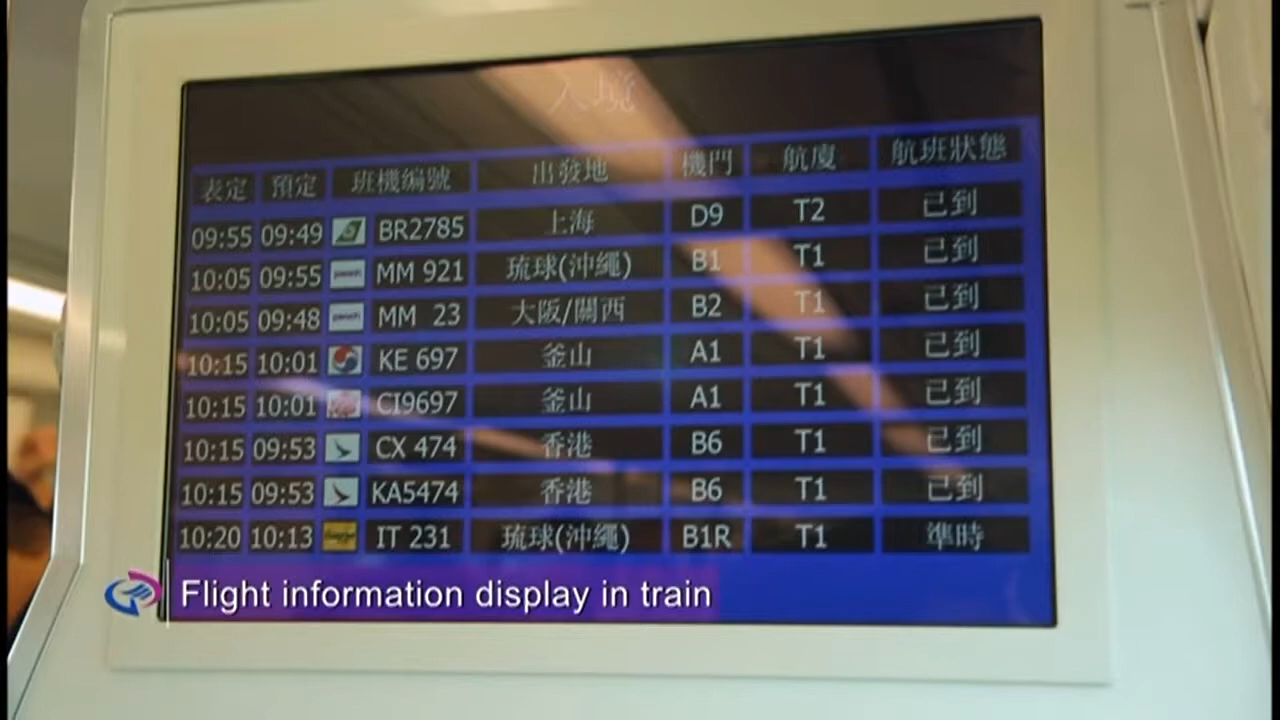 入境
表定 預定 班機編號 出發地 機門 航廈 航班狀態
09:55 09:49 BR2785 上海 D9 T2 已到
10:05 09:55 peach MM 921 琉球(沖繩) B1 T1 已到
10:05 09:48 peach MM 23 大阪/關西 B2 T1 已到
10:15 10:01 KE 697 釜山 A1 T1 已到
10:15 10:01 CI9697 釜山 A1 T1 已到
10:15 09:53 CX 474 香港 B6 T1 已到
10:15 09:53 KA5474 香港 B6 T1 已到
10:20 10:13 IT 231 琉球(沖繩) B1R T1 準時
Flight information display in train